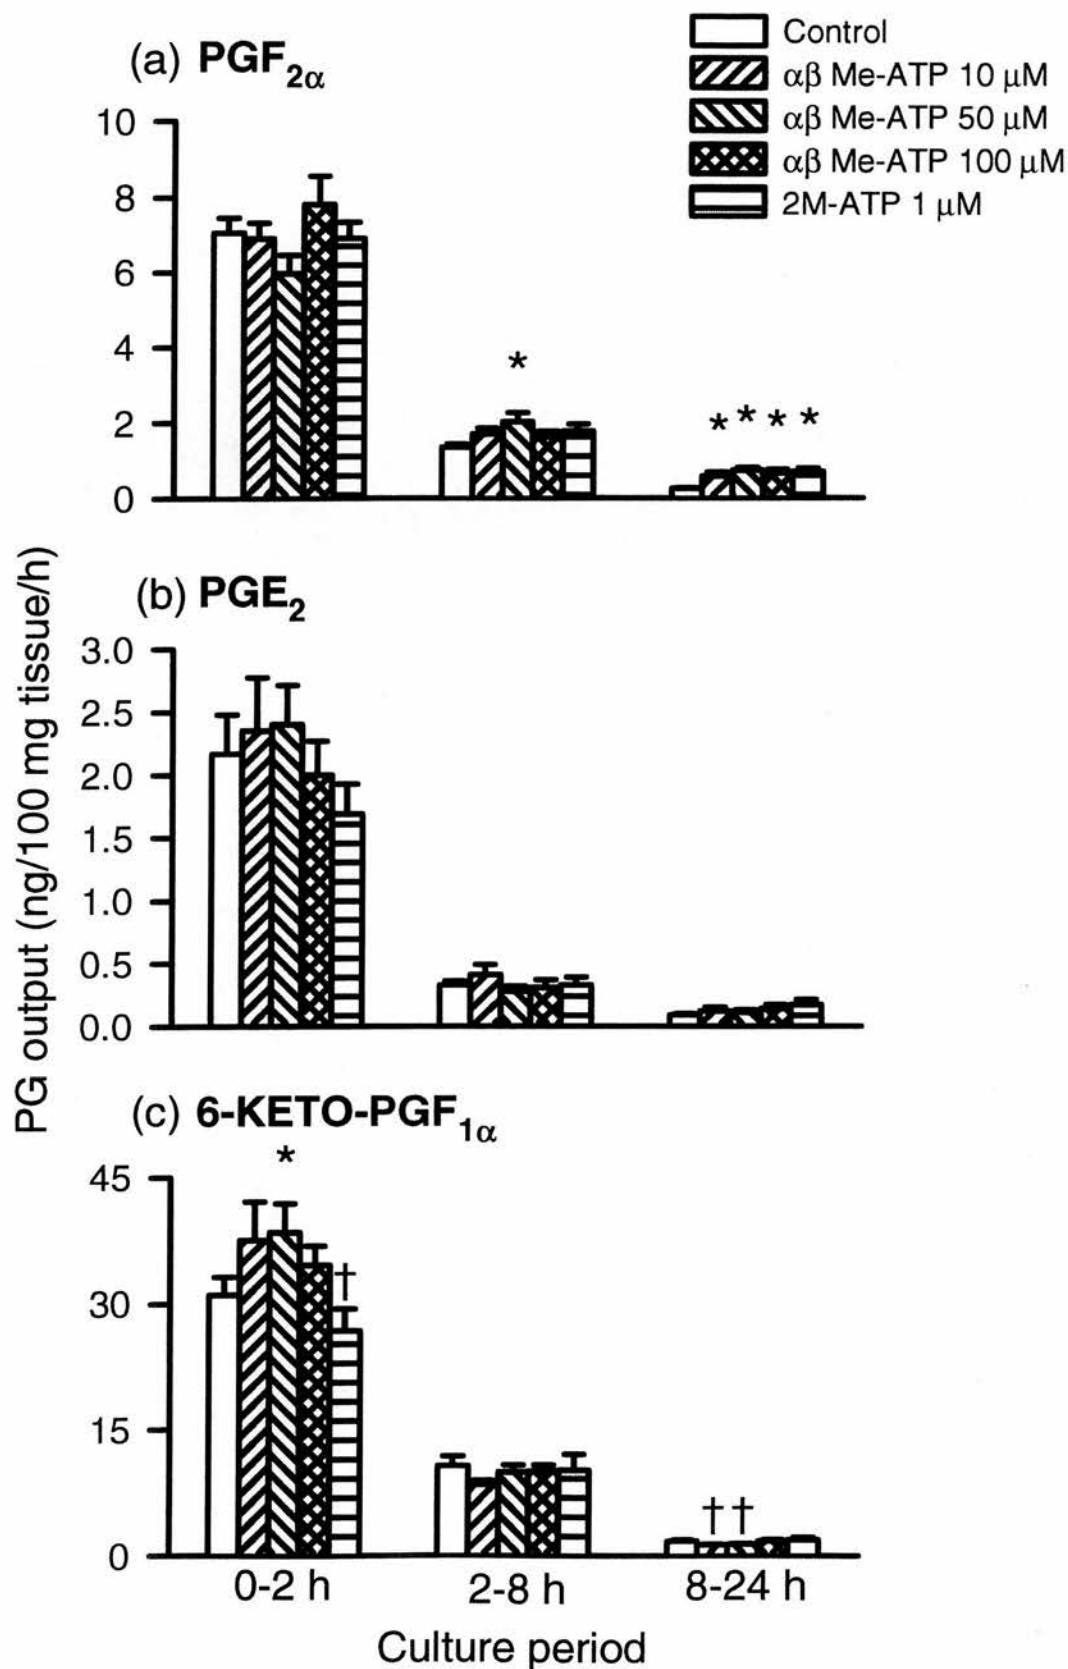 Control
αβ Me-ATP 10 μM
αβ Me-ATP 50 μM
αβ Me-ATP 100 μM
2M-ATP 1 μM
(a) PGF2α
10
8
6
4
2
0
*
* * * *
PG output (ng/100 mg tissue/h)
(b) PGE2
3.0
2.5
2.0
1.5
1.0
0.5
0.0
(c) 6-KETO-PGF1α
45
30
15
0
*
†
††
0-2 h 2-8 h 8-24 h
Culture period